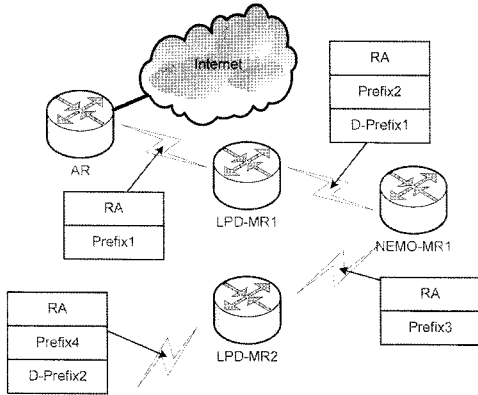 Internet
RA
Prefix2
D-Prefix1
AR
RA
Prefix1
LPD-MR1
NEMO-MR1
RA
Prefix3
LPD-MR2
RA
Prefix4
D-Prefix2